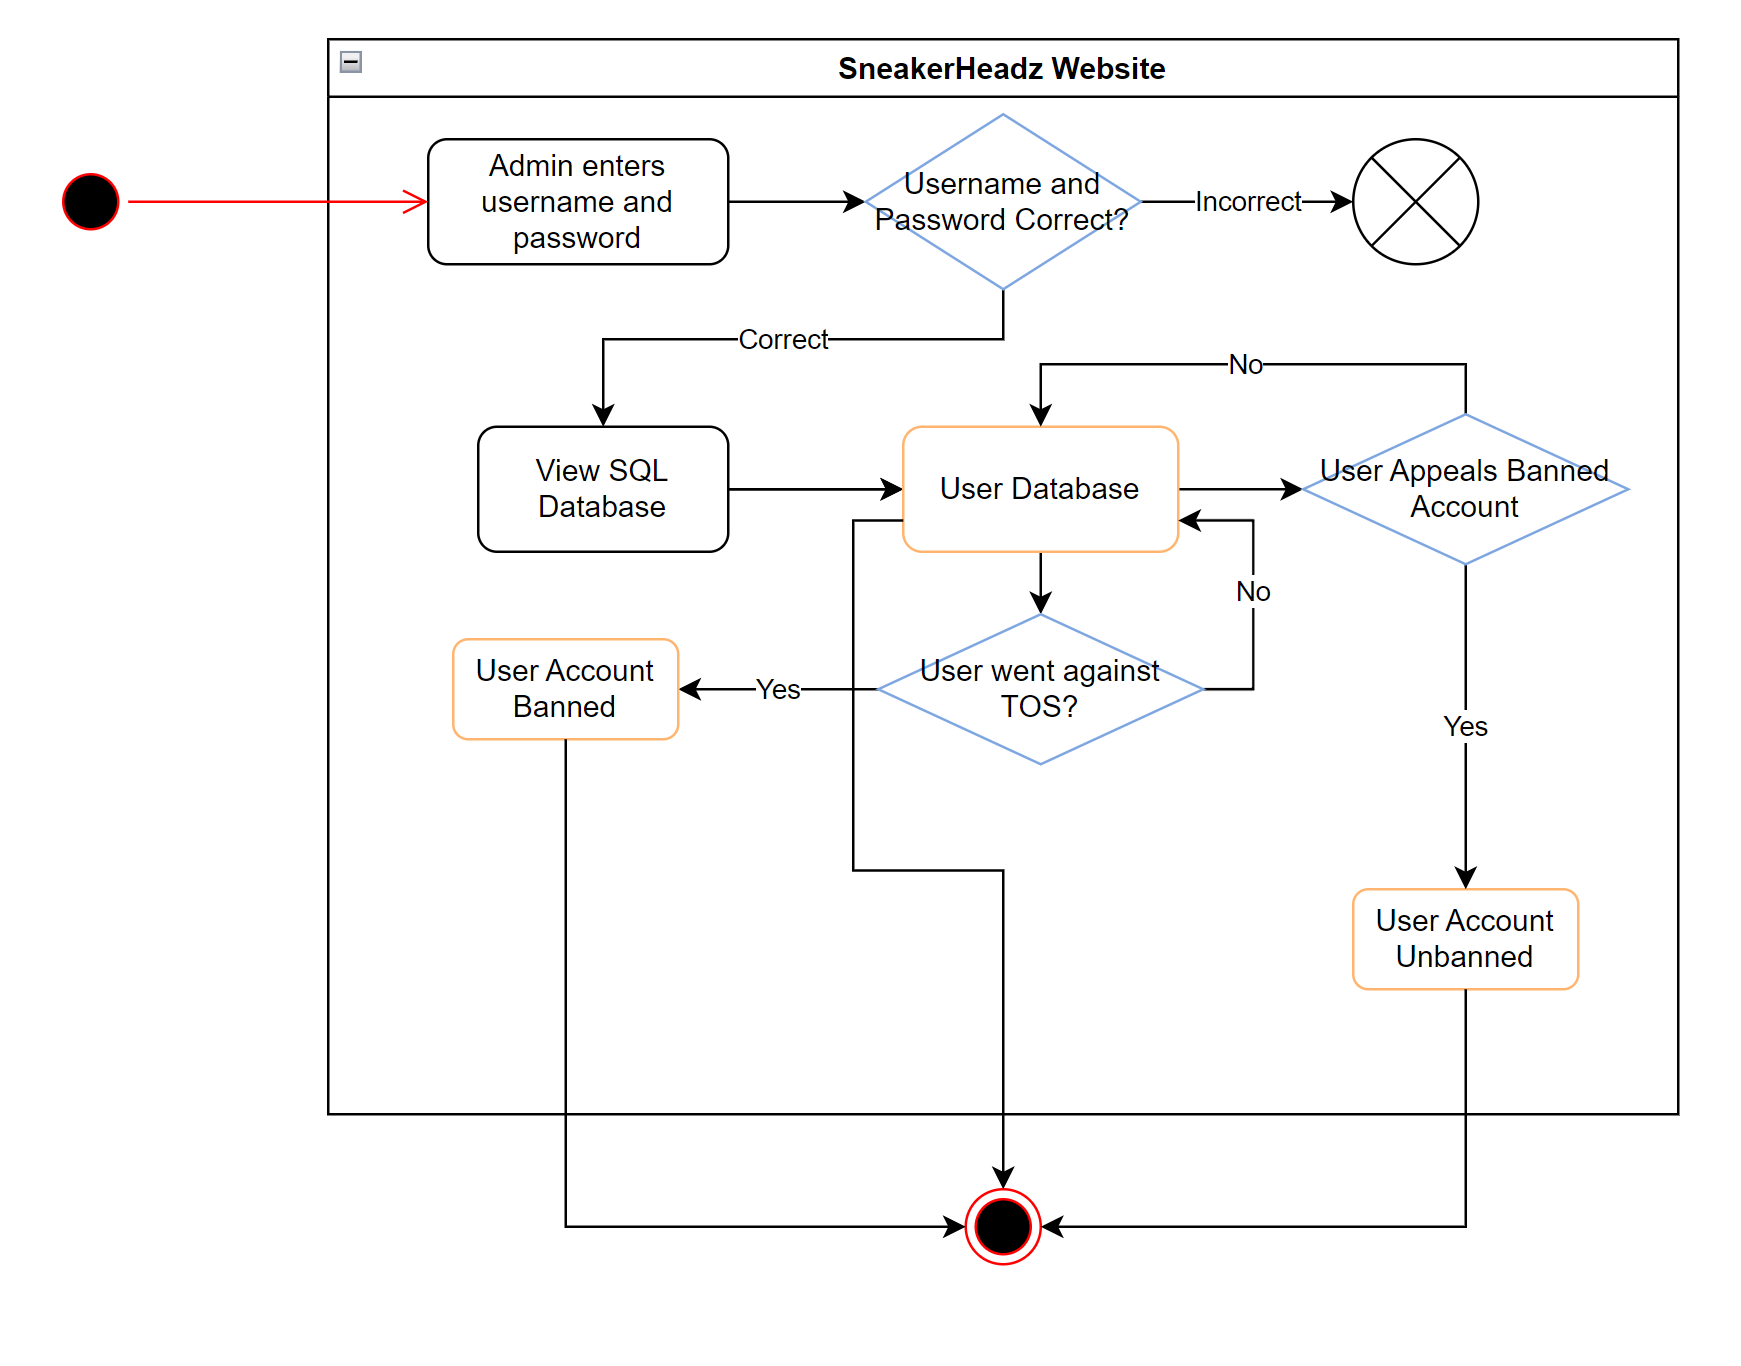 SneakerHeadz Website
Admin enters
username and
password
Username and
Password Correct?
Incorrect
Correct
No
View SQL
Database
User Database
User Appeals Banned
Account
No
User Account
Banned
Yes
User went against
TOS?
Yes
User Account
Unbanned